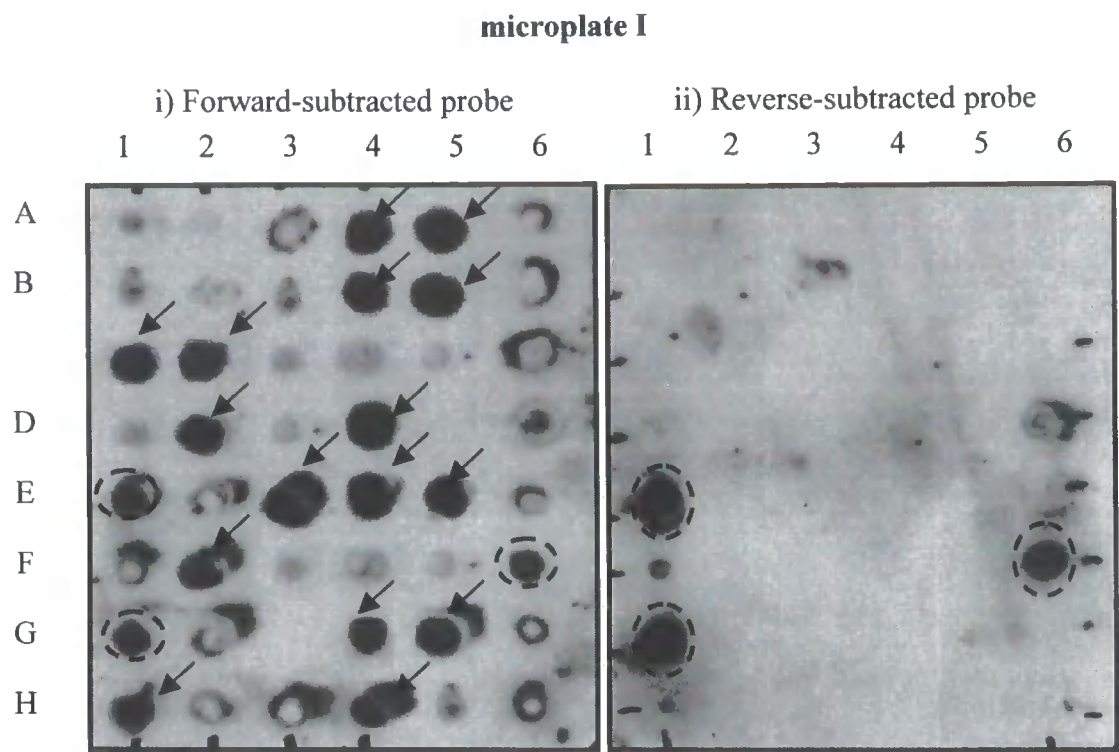 microplate I
i) Forward-subtracted probe ii) Reverse-subtracted probe
1 2 3 4 5 6 1 2 3 4 5 6
A
B
D
E
F
G
H